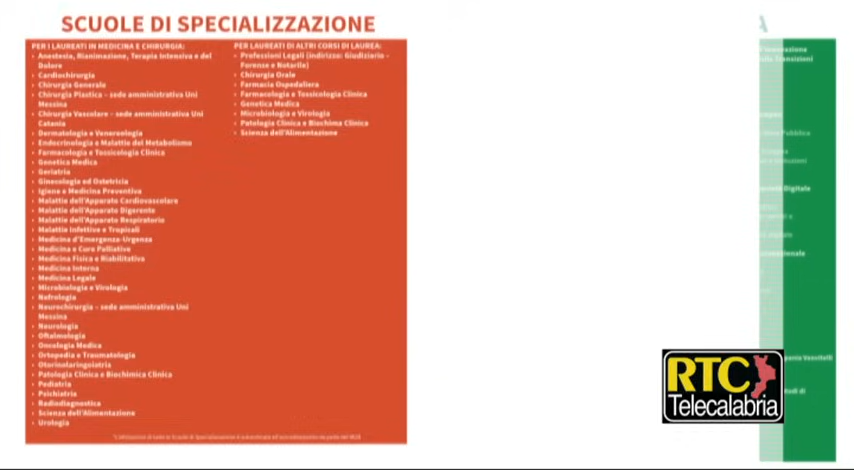 SCUOLE DI SPECIALIZZAZIONE
PER I LAUREATI IN MEDICINA E CHIRURGIA:
› Anestesia, Rianimazione, Terapia Intensiva e del
Dolore
› Cardiochirurgia
› Chirurgia Generale
› Chirurgia Plastica – sede amministrativa Uni
Messina
› Chirurgia Vascolare – sede amministrativa Uni
Catania
› Dermatologia e Venereologia
› Endocrinologia e Malattie del Metabolismo
› Farmacologia e Tossicologia Clinica
› Genetica Medica
› Geriatria
› Ginecologia ed Ostetricia
› Igiene e Medicina Preventiva
› Malattie dell'Apparato Cardiovascolare
› Malattie dell'Apparato Digerente
› Malattie dell'Apparato Respiratorio
› Malattie Infettive e Tropicali
› Medicina d'Emergenza-Urgenza
› Medicina e Cure Palliative
› Medicina Fisica e Riabilitativa
› Medicina Interna
› Medicina Legale
› Microbiologia e Virologia
› Nefrologia
› Neurochirurgia – sede amministrativa Uni
Messina
› Neurologia
› Oftalmologia
› Oncologia Medica
› Ortopedia e Traumatologia
› Otorinolaringoiatria
› Patologia Clinica e Biochimica Clinica
› Pediatria
› Psichiatria
› Radiodiagnostica
› Scienza dell'Alimentazione
› Urologia
PER LAUREATI DI ALTRI CORSI DI LAUREA:
› Professioni Legali (indirizzo: Giudiziario –
Forense e Notarile)
› Chirurgia Orale
› Farmacia Ospedaliera
› Farmacologia e Tossicologia Clinica
› Genetica Medica
› Microbiologia e Virologia
› Patologia Clinica e Biochima Clinica
› Scienza dell'Alimentazione
A
Digitale
Pubblica
Vanvitelli
RTC
Telecalabria